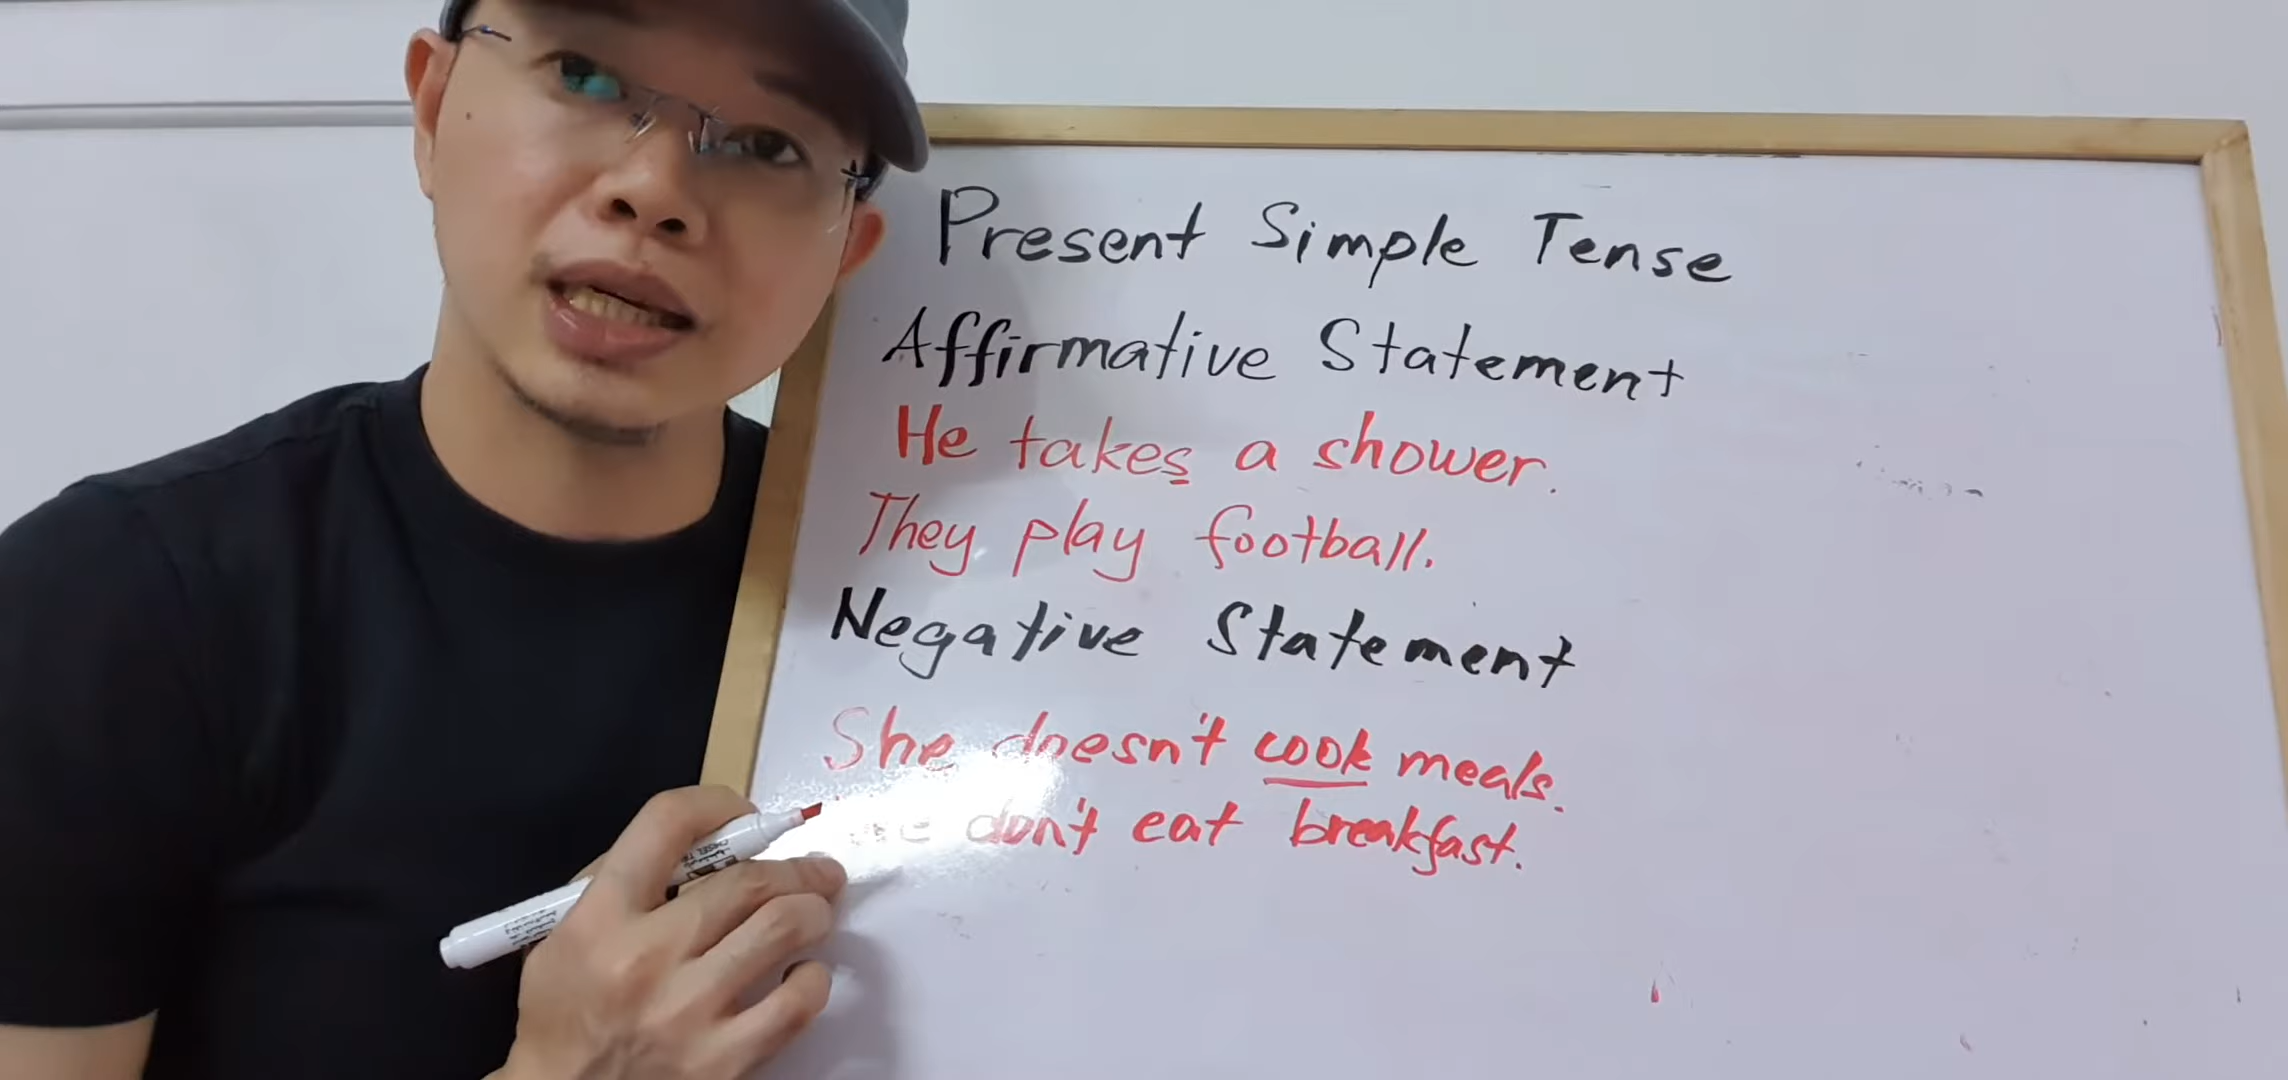 Present Simple Tense
Affirmative Statement
He takes a shower.
They play football.
Negative Statement
She doesn't cook meals.
don't eat breakfast.